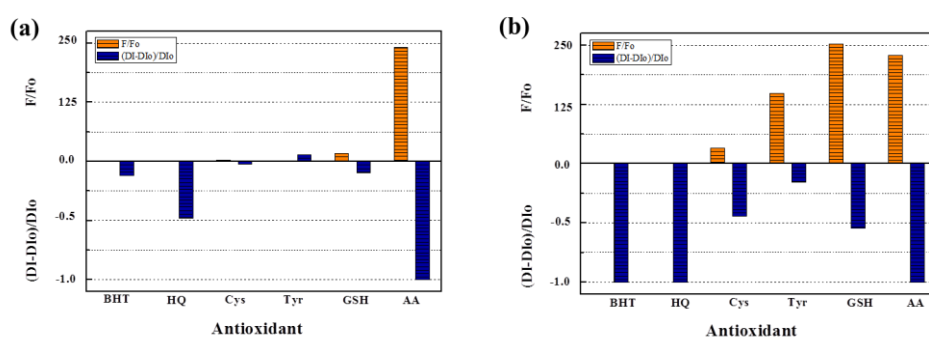 (a)
250
125
0.0
-0.5
-1.0
F/Fo
(DI-DIo)/DIo
F/Fo
(DI-DIo)/DIo
BHT HQ Cys Tyr GSH AA
Antioxidant
(b)
250
125
0.0
-0.5
-1.0
F/Fo
(DI-DIo)/DIo
F/Fo
(DI-DIo)/DIo
BHT HQ Cys Tyr GSH AA
Antioxidant